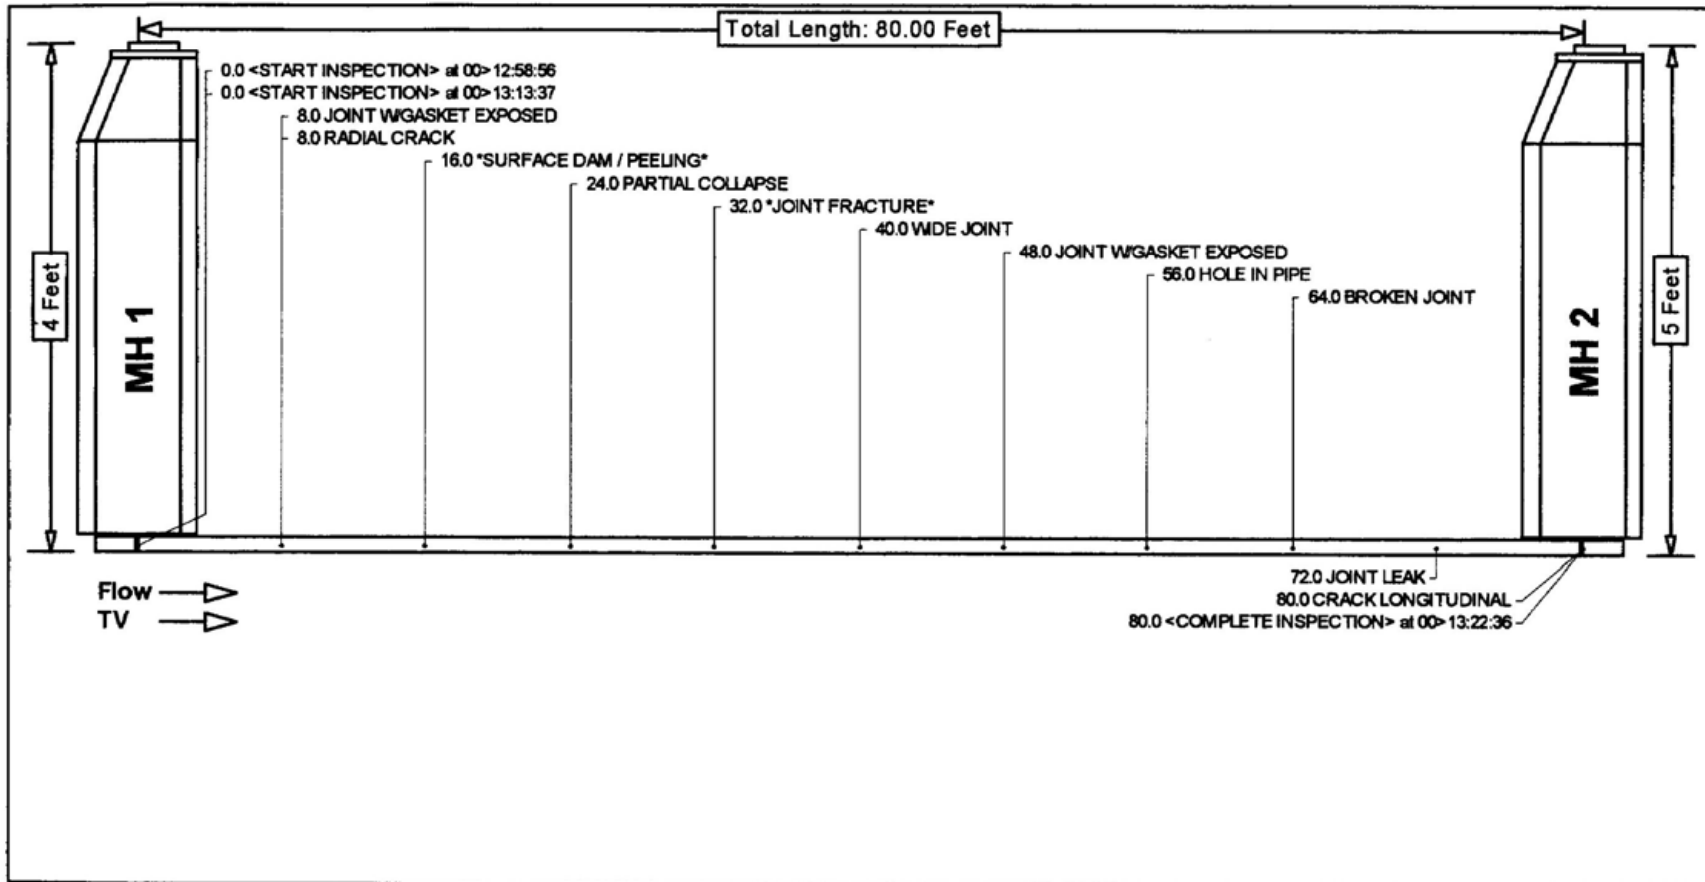 Total Length: 80.00 Feet
0.0 <START INSPECTION> at 00> 12:58:56
0.0 <START INSPECTION> at 00> 13:13:37
8.0 JOINT W/GASKET EXPOSED
8.0 RADIAL CRACK
16.0 *SURFACE DAM / PEELING*
24.0 PARTIAL COLLAPSE
32.0 *JOINT FRACTURE*
40.0 WIDE JOINT
48.0 JOINT W/GASKET EXPOSED
56.0 HOLE IN PIPE
64.0 BROKEN JOINT
4 Feet
MH 1
MH 2
5 Feet
72.0 JOINT LEAK
80.0 CRACK LONGITUDINAL
80.0 <COMPLETE INSPECTION> at 00> 13:22:36
Flow
TV